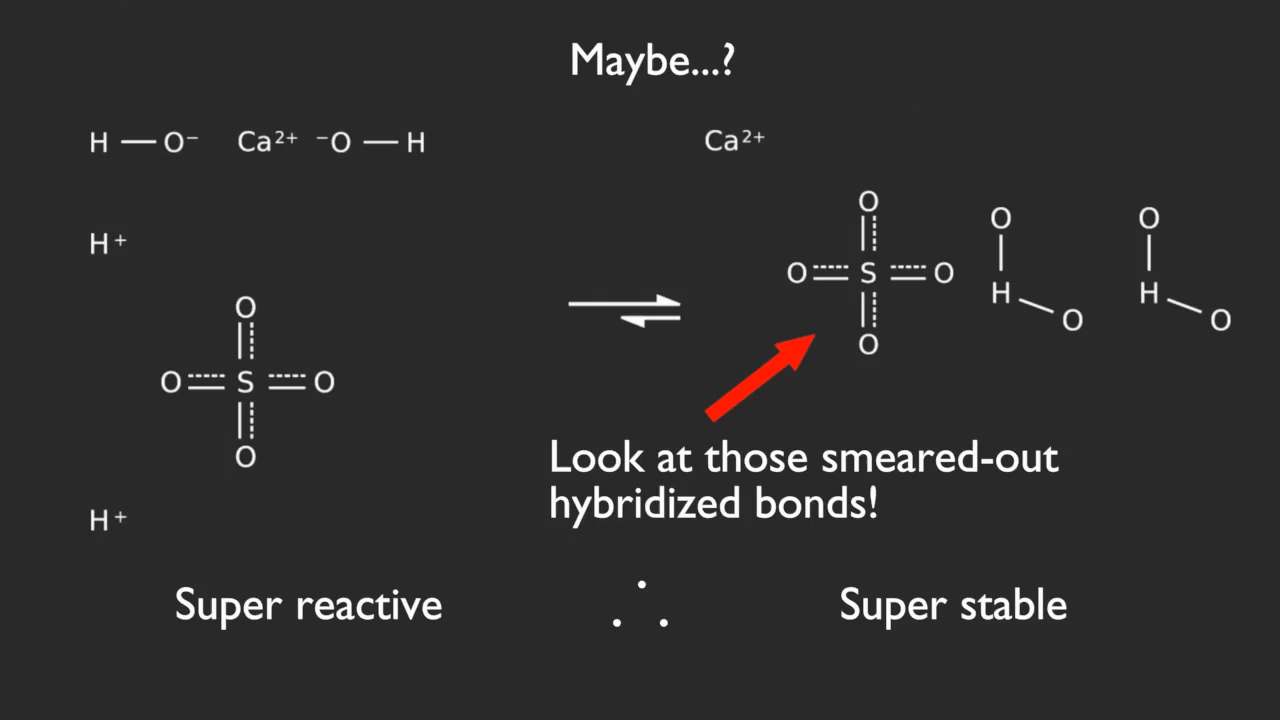 Maybe...?
H — O⁻ Ca²⁺ ⁻O — H
Ca²⁺
O
O O
H⁺
O S O H H
O O
O
O
O S O
Look at those smeared-out
O
hybridized bonds!
H⁺
Super reactive ∴ Super stable